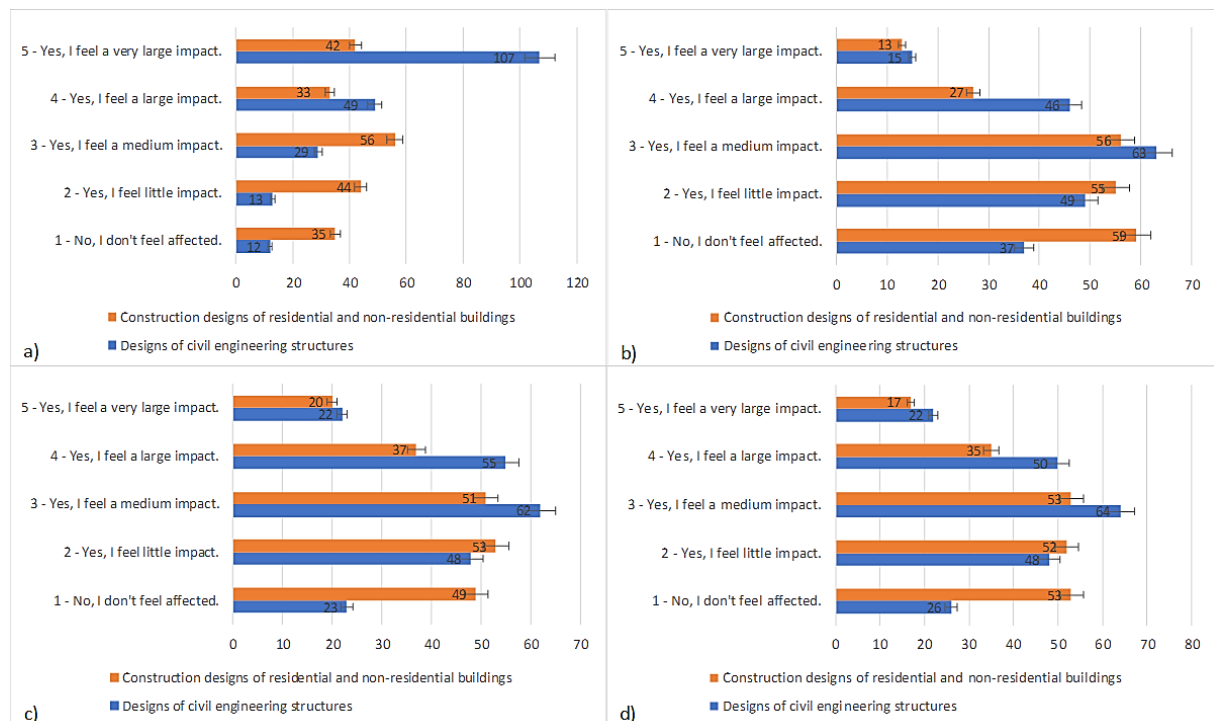 5 - Yes, I feel a very large impact.
42
107
4 - Yes, I feel a large impact.
33
49
3 - Yes, I feel a medium impact.
56
29
2 - Yes, I feel little impact.
44
13
1 - No, I don't feel affected.
35
12
0 20 40 60 80 100 120
Construction designs of residential and non-residential buildings
Designs of civil engineering structures
a)
5 - Yes, I feel a very large impact.
13
15
4 - Yes, I feel a large impact.
27
46
3 - Yes, I feel a medium impact.
56
63
2 - Yes, I feel little impact.
55
49
1 - No, I don't feel affected.
59
37
0 10 20 30 40 50 60 70
Construction designs of residential and non-residential buildings
Designs of civil engineering structures
b)
5 - Yes, I feel a very large impact.
20
22
4 - Yes, I feel a large impact.
37
55
3 - Yes, I feel a medium impact.
51
62
2 - Yes, I feel little impact.
53
48
1 - No, I don't feel affected.
49
23
0 10 20 30 40 50 60 70
Construction designs of residential and non-residential buildings
Designs of civil engineering structures
c)
5 - Yes, I feel a very large impact.
17
22
4 - Yes, I feel a large impact.
35
50
3 - Yes, I feel a medium impact.
53
64
2 - Yes, I feel little impact.
52
48
1 - No, I don't feel affected.
53
26
0 10 20 30 40 50 60 70 80
Construction designs of residential and non-residential buildings
Designs of civil engineering structures
d)